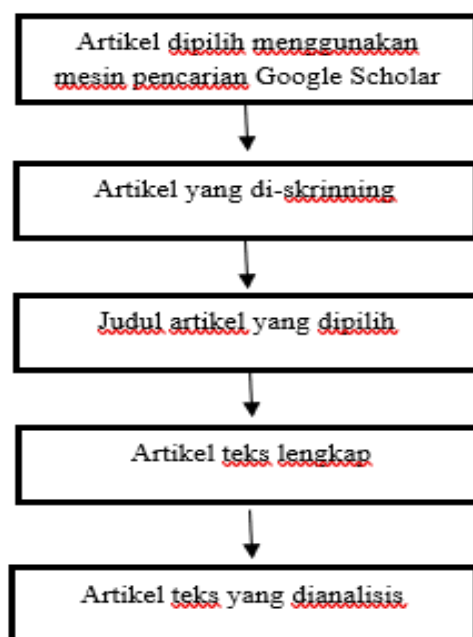 Artikel dipilih menggunakan
mesin pencarian Google Scholar
Artikel yang di-skrinning
Judul artikel yang dipilih
Artikel teks lengkap
Artikel teks yang dianalisis